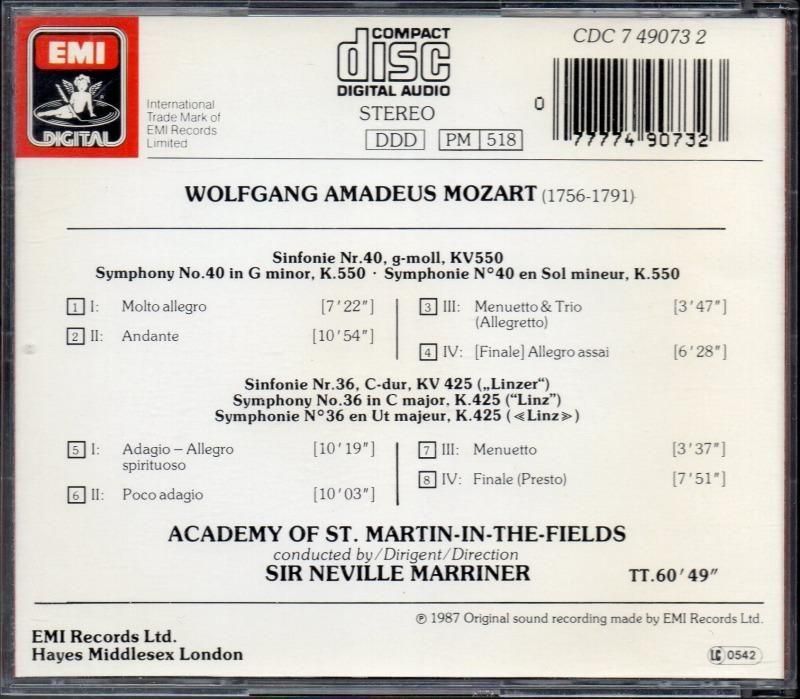 EMI
DIGITAL
International
Trade Mark of
EMI Records
Limited
COMPACT
disc
DIGITAL AUDIO
STEREO
DDD PM 518
CDC 7 49073 2
0 77774 90732
WOLFGANG AMADEUS MOZART (1756-1791)
Sinfonie Nr.40, g-moll, KV550
Symphony No.40 in G minor, K.550 · Symphonie N°40 en Sol mineur, K.550
1 I: Molto allegro [7'22"]
2 II: Andante [10'54"]
3 III: Menuetto & Trio [3'47"]
(Allegretto)
4 IV: [Finale] Allegro assai [6'28"]
Sinfonie Nr.36, C-dur, KV 425 („Linzer“)
Symphony No.36 in C major, K.425 (“Linz”)
Symphonie N°36 en Ut majeur, K.425 (≪Linz≫)
5 I: Adagio – Allegro [10'19"]
spirituoso
6 II: Poco adagio [10'03"]
7 III: Menuetto [3'37"]
8 IV: Finale (Presto) [7'51"]
ACADEMY OF ST. MARTIN-IN-THE-FIELDS
conducted by/Dirigent/Direction
SIR NEVILLE MARRINER
TT.60'49"
℗ 1987 Original sound recording made by EMI Records Ltd.
EMI Records Ltd.
Hayes Middlesex London
LC 0542